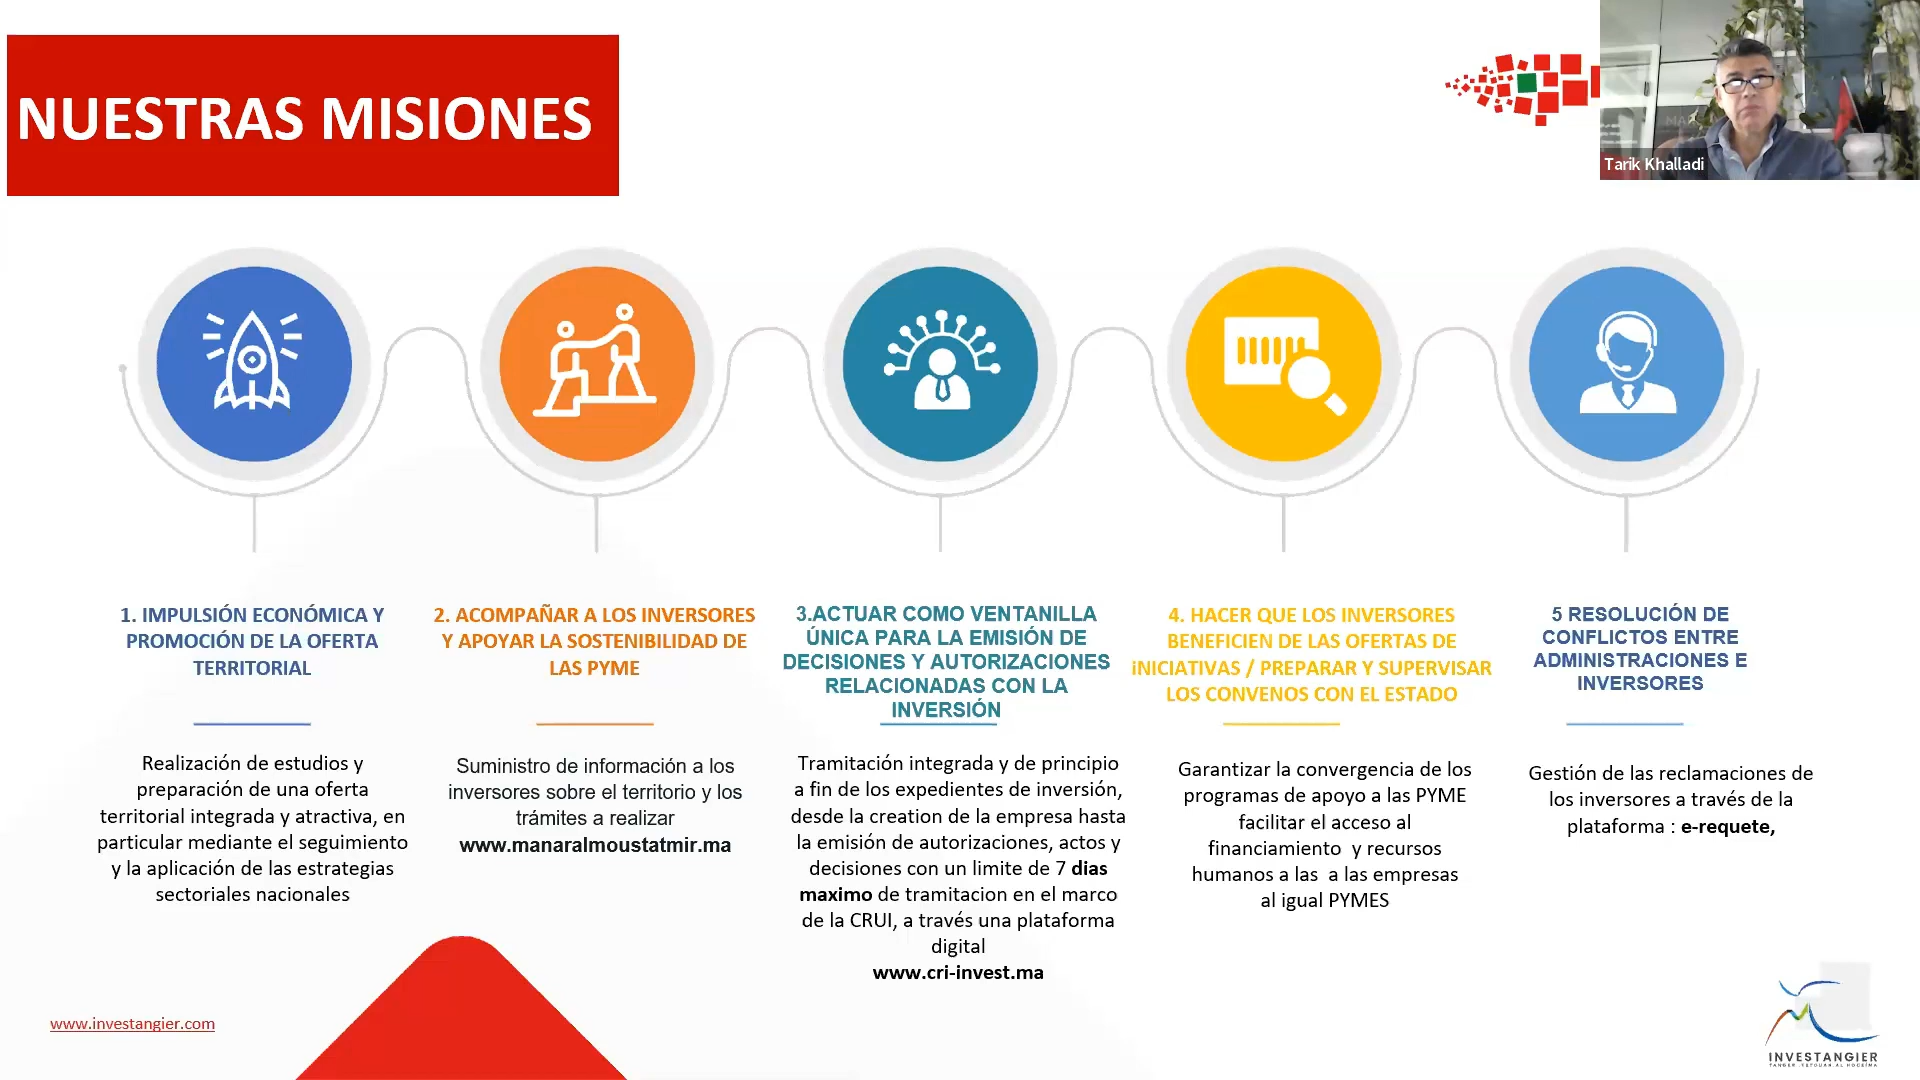 NUESTRAS MISIONES
Tarik Khalladi
1. IMPULSIÓN ECONÓMICA Y
PROMOCIÓN DE LA OFERTA
TERRITORIAL
Realización de estudios y
preparación de una oferta
territorial integrada y atractiva, en
particular mediante el seguimiento
y la aplicación de las estrategias
sectoriales nacionales
2. ACOMPAÑAR A LOS INVERSORES
Y APOYAR LA SOSTENIBILIDAD DE
LAS PYME
Suministro de información a los
inversores sobre el territorio y los
trámites a realizar
www.manaralmoustatmir.ma
3.ACTUAR COMO VENTANILLA
ÚNICA PARA LA EMISIÓN DE
DECISIONES Y AUTORIZACIONES
RELACIONADAS CON LA
INVERSIÓN
Tramitación integrada y de principio
a fin de los expedientes de inversión,
desde la creation de la empresa hasta
la emisión de autorizaciones, actos y
decisiones con un limite de 7 dias
maximo de tramitacion en el marco
de la CRUI, a través una plataforma
digital
www.cri-invest.ma
4. HACER QUE LOS INVERSORES
BENEFICIEN DE LAS OFERTAS DE
iNICIATIVAS / PREPARAR Y SUPERVISAR
LOS CONVENOS CON EL ESTADO
Garantizar la convergencia de los
programas de apoyo a las PYME
facilitar el acceso al
financiamiento y recursos
humanos a las a las empresas
al igual PYMES
5 RESOLUCIÓN DE
CONFLICTOS ENTRE
ADMINISTRACIONES E
INVERSORES
Gestión de las reclamaciones de
los inversores a través de la
plataforma : e-requete,
www.investangier.com
INVESTANGIER
TANGER .TETOUAN.AL HOCEIMA